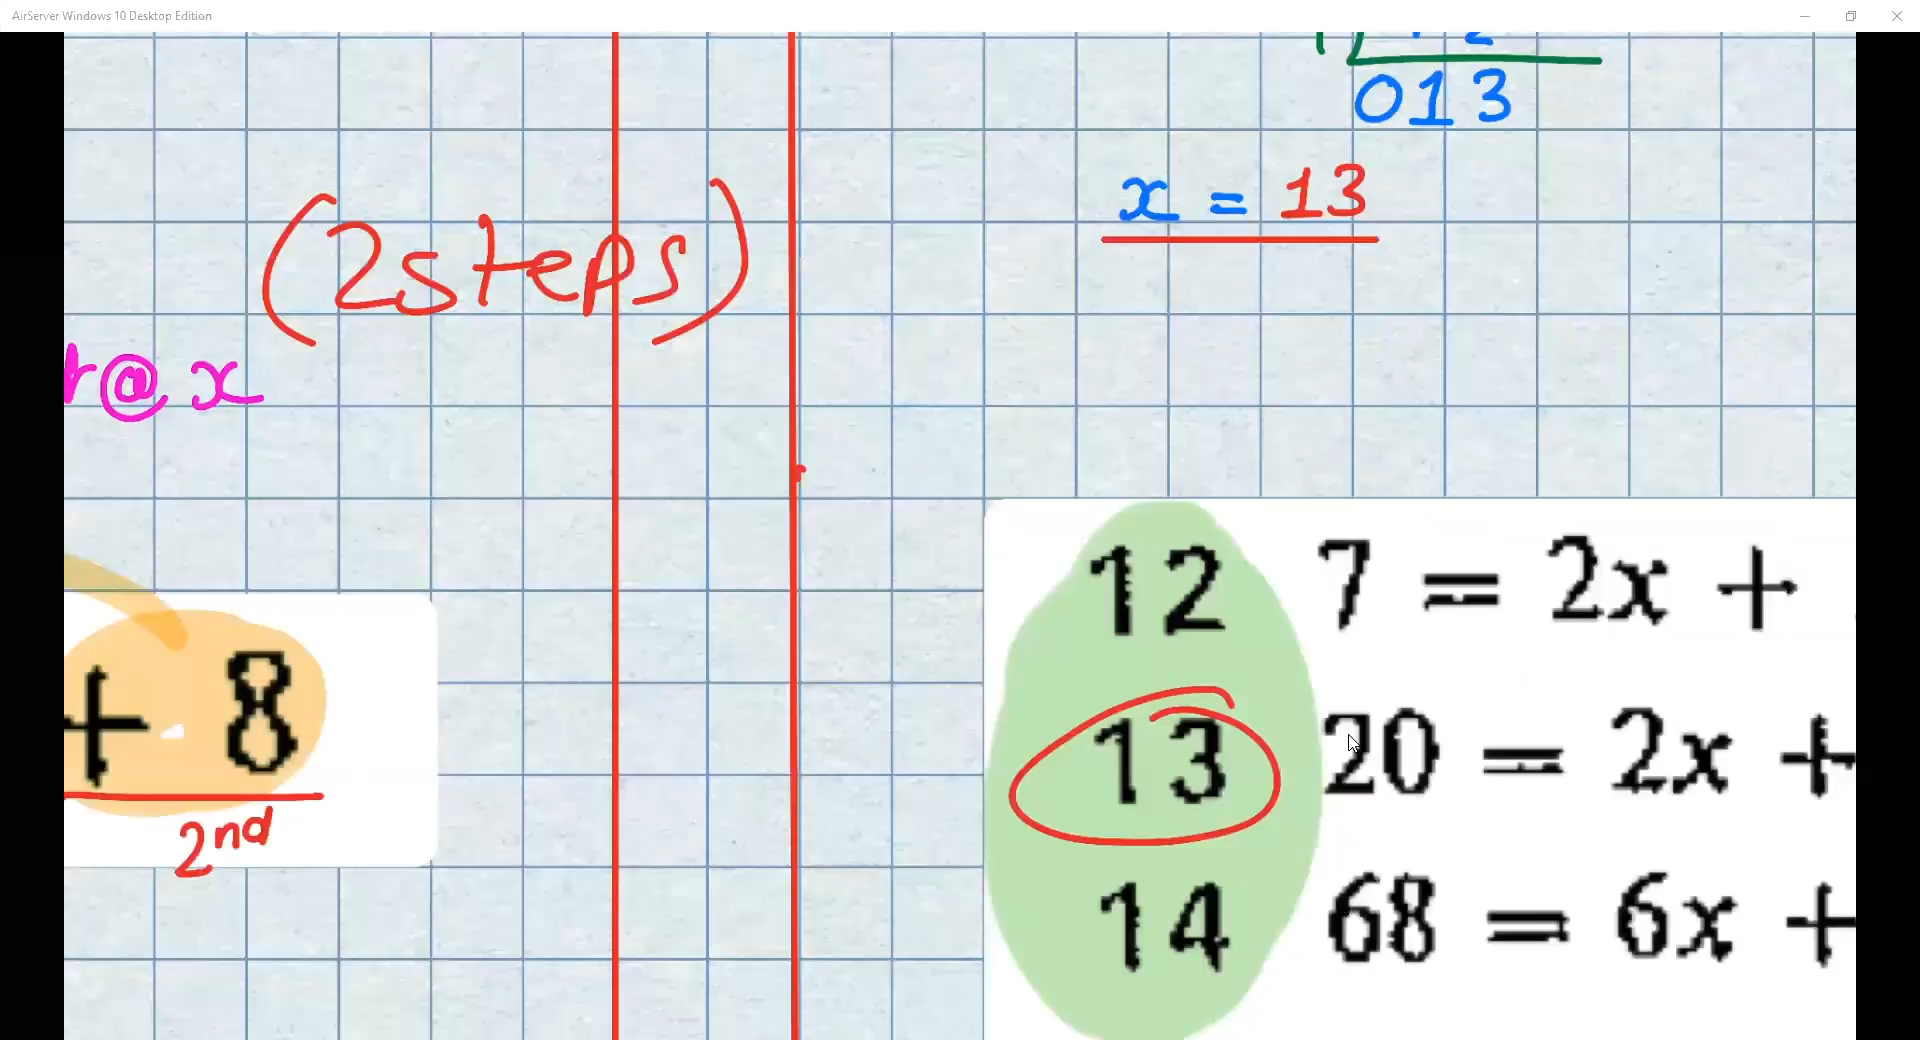 AirServer Windows 10 Desktop Edition
013
x = 13
(2steps)
r@x
+ 8
2nd
12 7 = 2x +
13 20 = 2x +
14 68 = 6x +